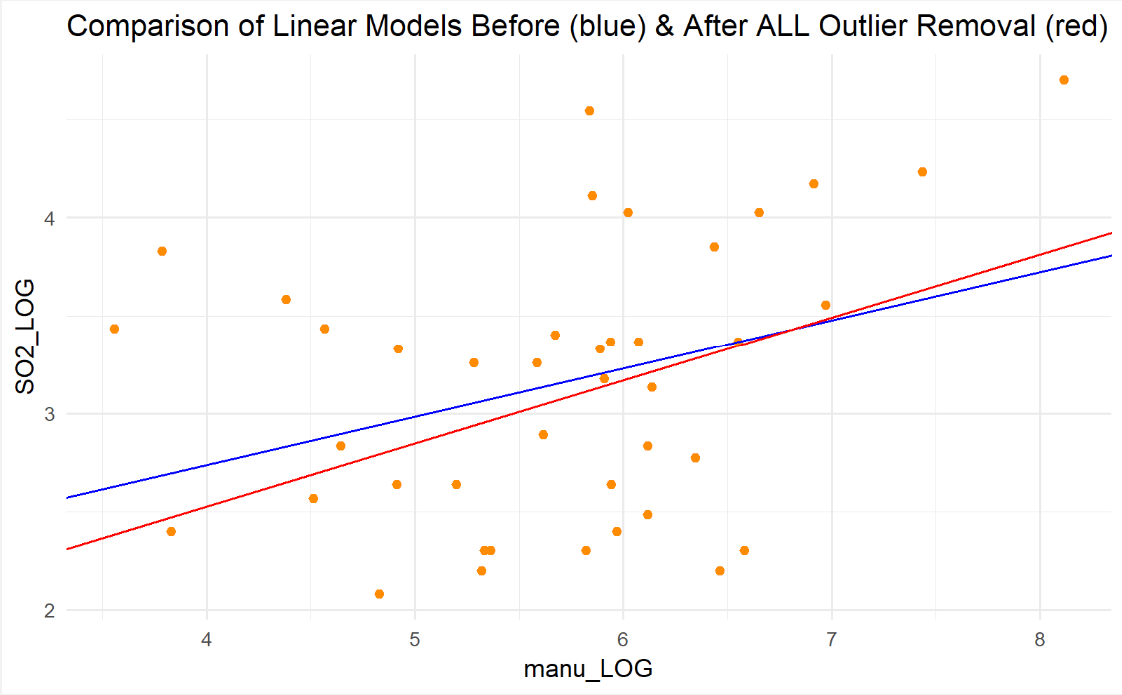 Comparison of Linear Models Before (blue) & After ALL Outlier Removal (red)
4
3
2
SO2_LOG
4 5 6 7 8
manu_LOG